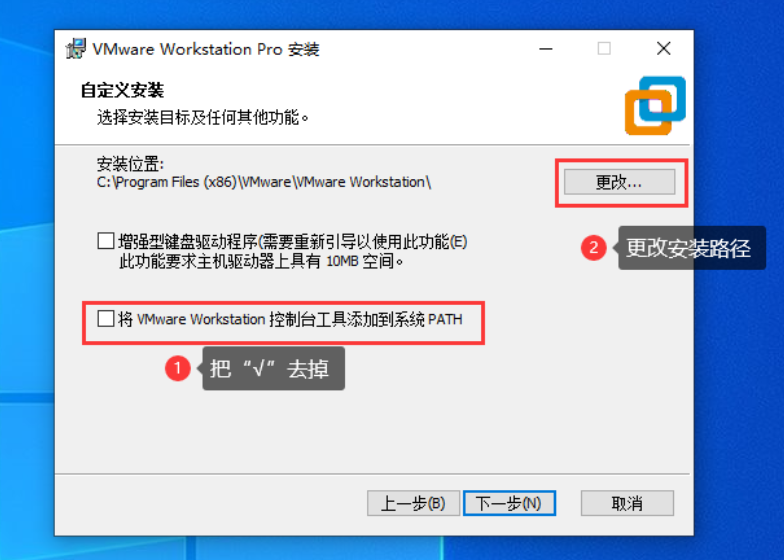 VMware Workstation Pro 安装
自定义安装
选择安装目标及任何其他功能。
安装位置:
C:\Program Files (x86)\VMware\VMware Workstation\
更改...
增强型键盘驱动程序(需要重新引导以使用此功能(E)
此功能要求主机驱动器上具有 10MB 空间。
2 更改安装路径
将 VMware Workstation 控制台工具添加到系统 PATH
1 把“√”去掉
上一步(B) 下一步(N) 取消